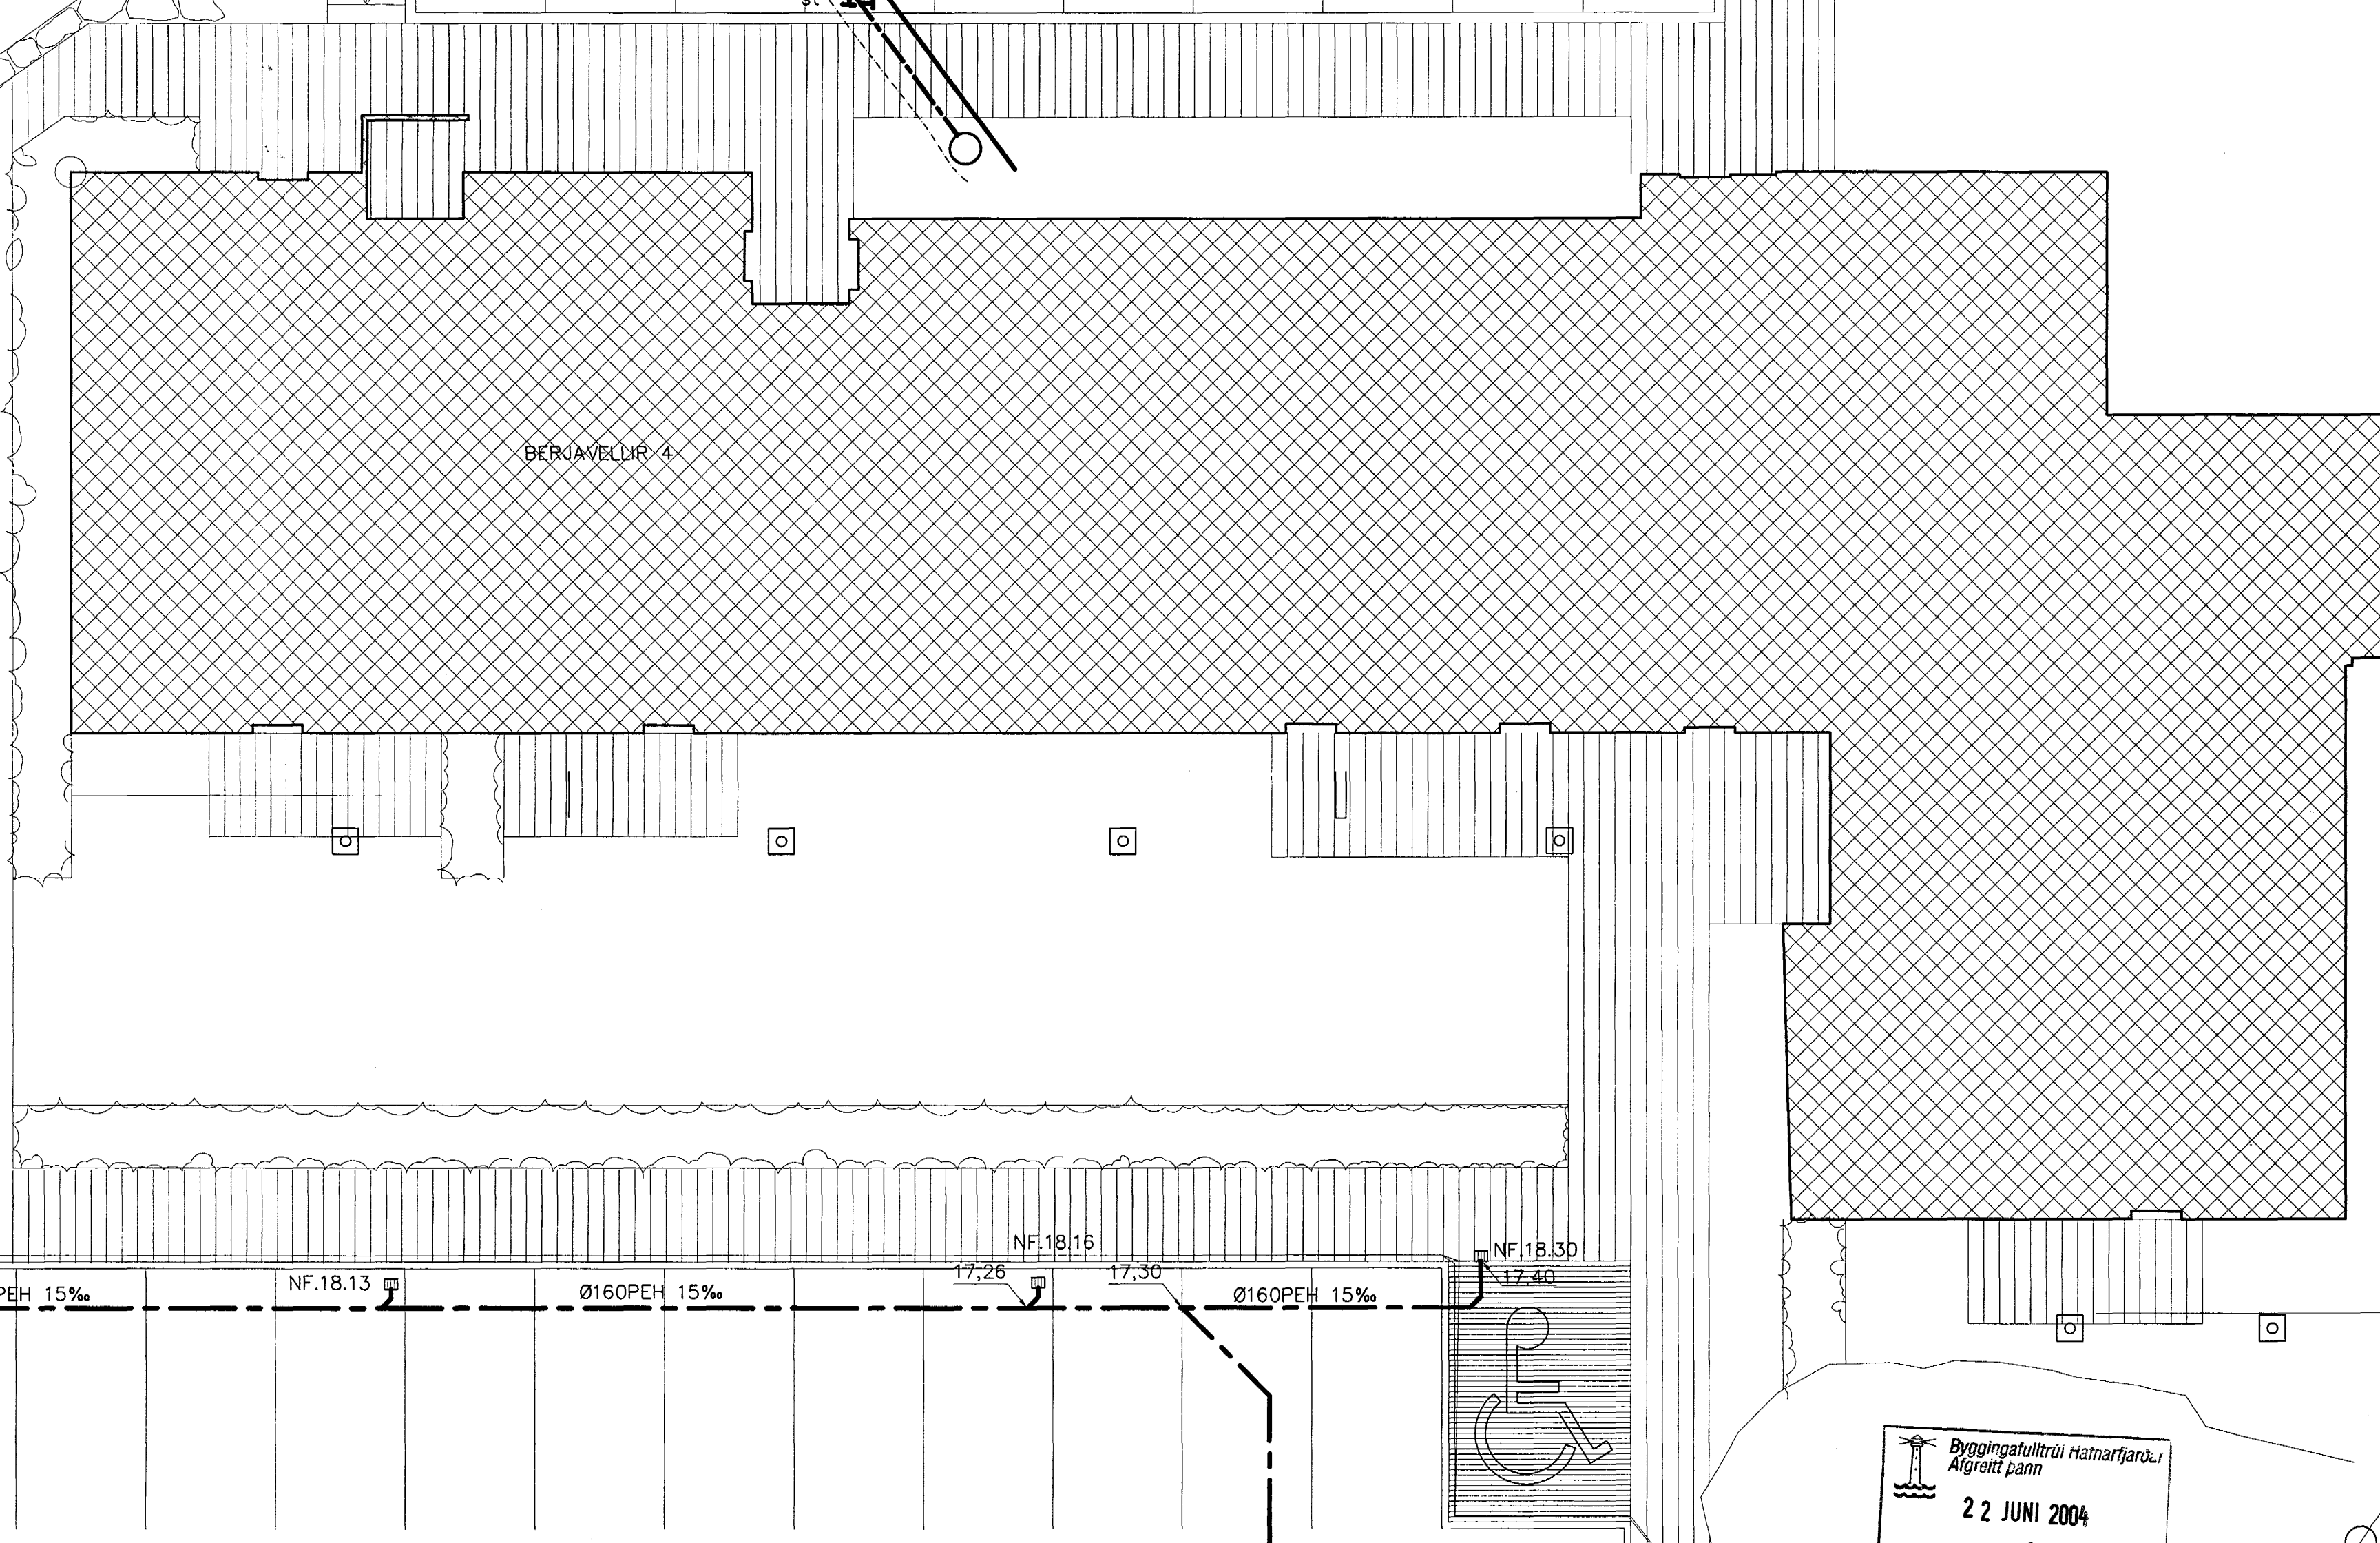 BERJAVELLIR 4
NF.18.16
NF.18.30
17,26
17,30
17,40
NF.18.13
PEH 15‰
Ø160PEH 15‰
Ø160PEH 15‰
Byggingafulltrúi Hafnarfjarðar
Afgreitt þann
22 JUNI 2004